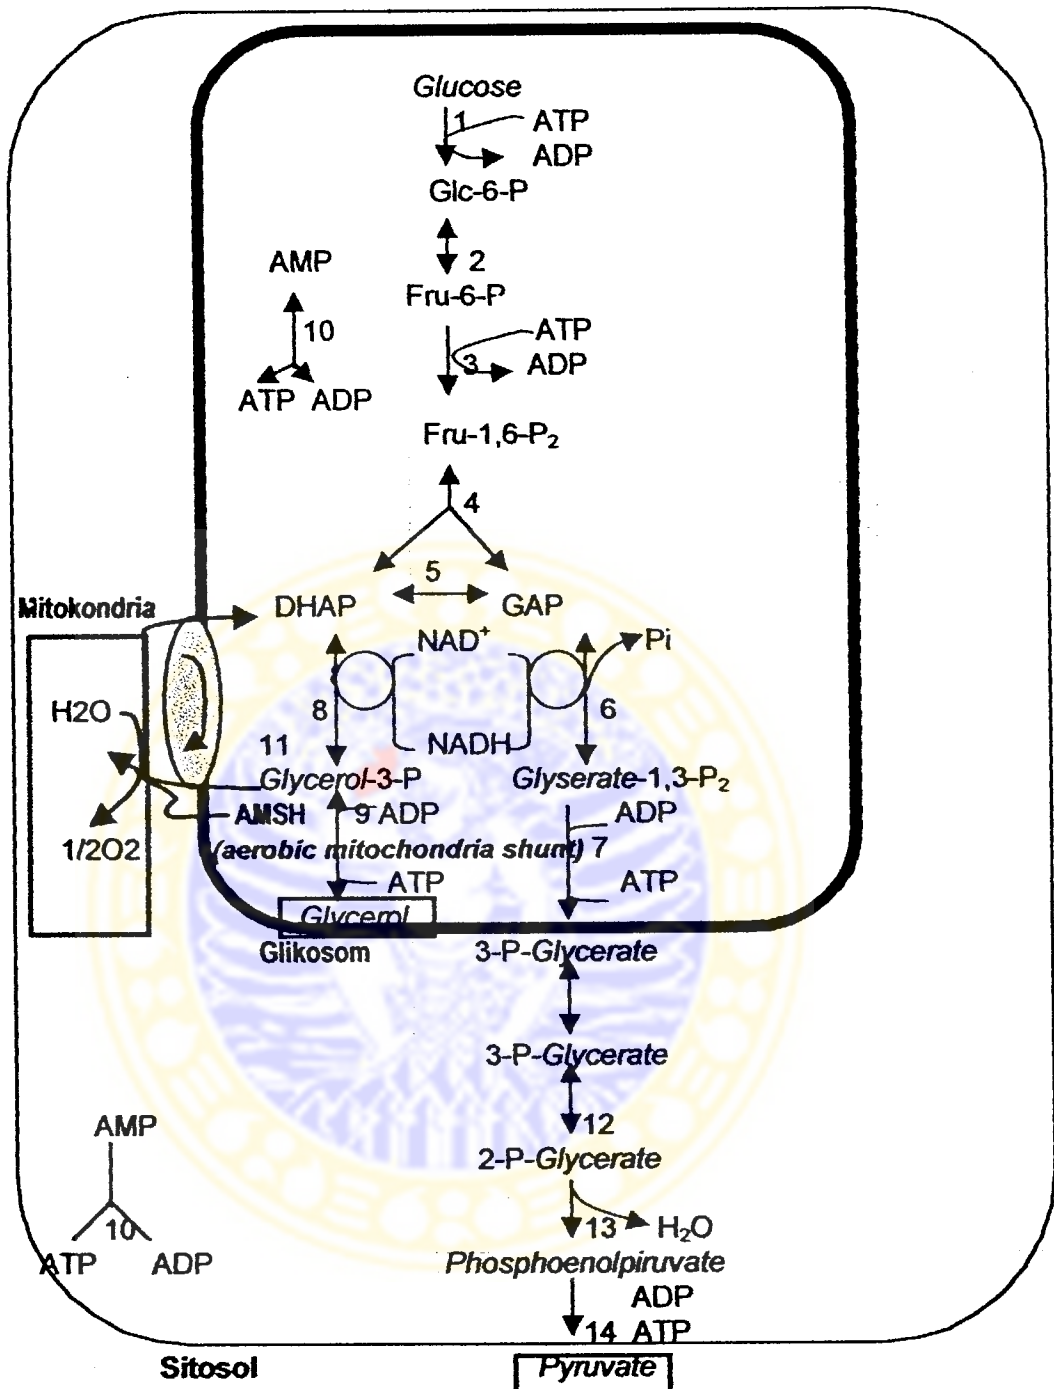 Glucose
1
ATP
ADP
Glc-6-P
2
AMP
Fru-6-P
10
ATP
3
ADP
ATP ADP
Fru-1,6-P₂
4
5
Mitokondria
DHAP
GAP
NAD⁺
Pi
H2O
8
6
11
NADH
Glycerol-3-P
Glyserate-1,3-P₂
AMSH
9 ADP
ADP
1/2O2
(aerobic mitochondria shunt) 7
ATP
ATP
Glycerol
Glikosom
3-P-Glycerate
3-P-Glycerate
AMP
12
2-P-Glycerate
10
13
H₂O
ATP
ADP
Phosphoenolpiruvate
ADP
14 ATP
Sitosol
Pyruvate